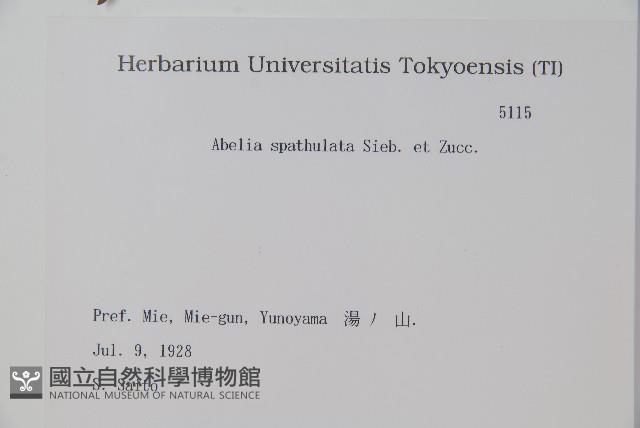 Herbarium Universitatis Tokyoensis (TI)
5115
Abelia spathulata Sieb. et Zucc.
Pref. Mie, Mie-gun, Yunoyama 湯ノ山.
Jul. 9, 1928
S. Saito
國立自然科學博物館
NATIONAL MUSEUM OF NATURAL SCIENCE